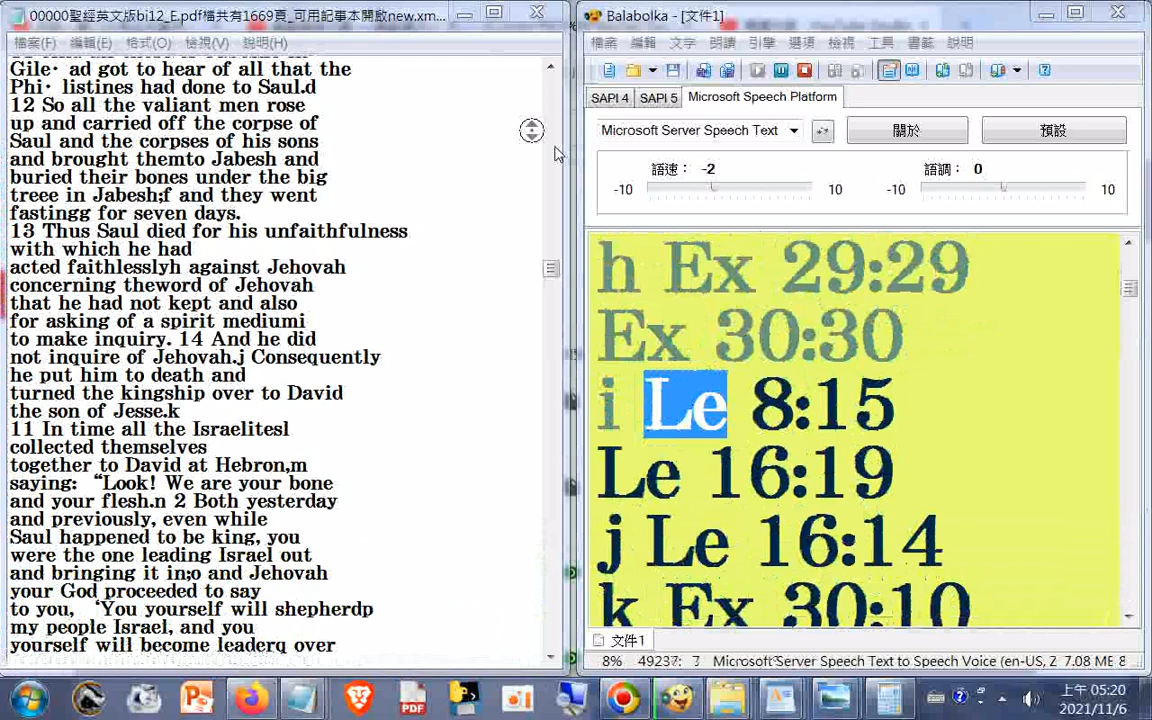 00000聖經英文版bi12_E.pdf檔共有1669頁_可用記事本開啟new.xm...
檔案(F) 編輯(E) 格式(O) 檢視(V) 說明(H)
Gile· ad got to hear of all that the
Phi· listines had done to Saul.d
12 So all the valiant men rose
up and carried off the corpse of
Saul and the corpses of his sons
and brought themto Jabesh and
buried their bones under the big
treee in Jabesh;f and they went
fastingg for seven days.
13 Thus Saul died for his unfaithfulness
with which he had
acted faithlesslyh against Jehovah
concerning theword of Jehovah
that he had not kept and also
for asking of a spirit mediumi
to make inquiry. 14 And he did
not inquire of Jehovah.j Consequently
he put him to death and
turned the kingship over to David
the son of Jesse.k
11 In time all the Israelitesl
collected themselves
together to David at Hebron,m
saying: “Look! We are your bone
and your flesh.n 2 Both yesterday
and previously, even while
Saul happened to be king, you
were the one leading Israel out
and bringing it in;o and Jehovah
your God proceeded to say
to you, ‘You yourself will shepherdp
my people Israel, and you
yourself will become leaderq over
Balabolka - [文件1]
檔案 編輯 文字 朗讀 引擎 選項 檢視 工具 書籤 說明
SAPI 4 SAPI 5 Microsoft Speech Platform
Microsoft Server Speech Text 關於 預設
語速: -2 語調: 0
-10 10 -10 10
h Ex 29:29
Ex 30:30
i Le 8:15
Le 16:19
j Le 16:14
k Ex 30:10
文件1
8% 49237: 7 Microsoft Server Speech Text to Speech Voice (en-US, 2 7.08 MB 8
上午 05:20
2021/11/6